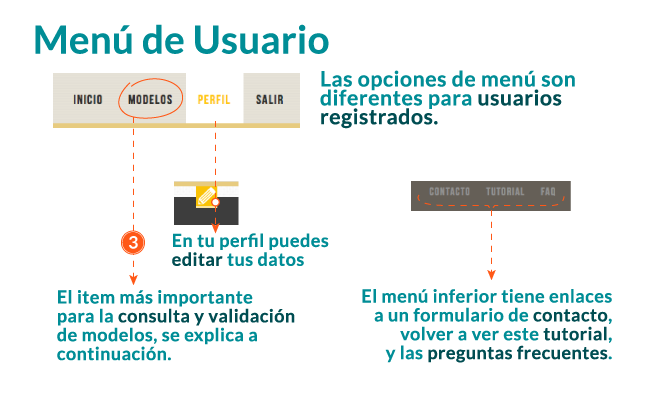 Menú de Usuario
INICIO MODELOS PERFIL SALIR
Las opciones de menú son
diferentes para usuarios
registrados.
CONTACTO TUTORIAL FAQ
3
En tu perfil puedes
editar tus datos
El item más importante
para la consulta y validación
de modelos, se explica a
continuación.
El menú inferior tiene enlaces
a un formulario de contacto,
volver a ver este tutorial,
y las preguntas frecuentes.